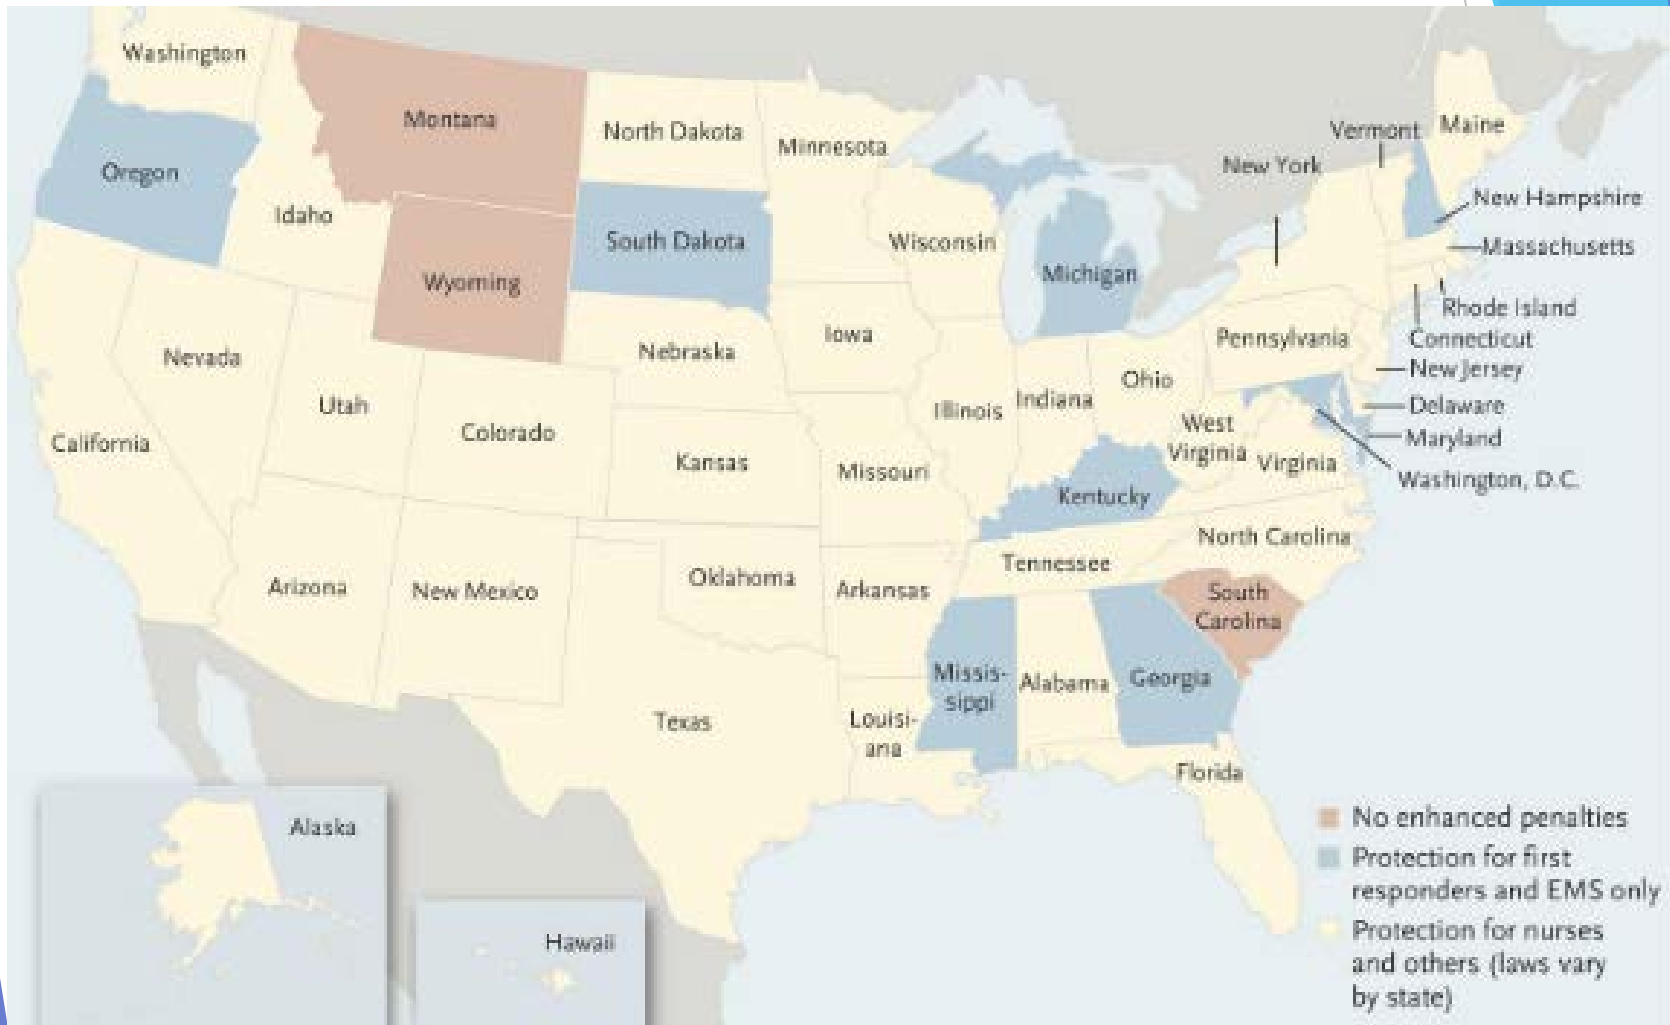 Washington
Montana
North Dakota
Minnesota
Vermont
Maine
New York
Oregon
Idaho
New Hampshire
South Dakota
Wisconsin
Massachusetts
Wyoming
Michigan
Rhode Island
Iowa
Connecticut
Nevada
Nebraska
Pennsylvania
New Jersey
Utah
Ohio
Delaware
Illinois
Indiana
California
Colorado
West
Virginia
Maryland
Kansas
Missouri
Virginia
Washington, D.C.
Kentucky
North Carolina
Tennessee
Arizona
New Mexico
Oklahoma
Arkansas
South
Carolina
Missis-
sippi
Alabama
Georgia
Texas
Louisi-
ana
Florida
Alaska
Hawaii
No enhanced penalties
Protection for first
responders and EMS only
Protection for nurses
and others (laws vary
by state)